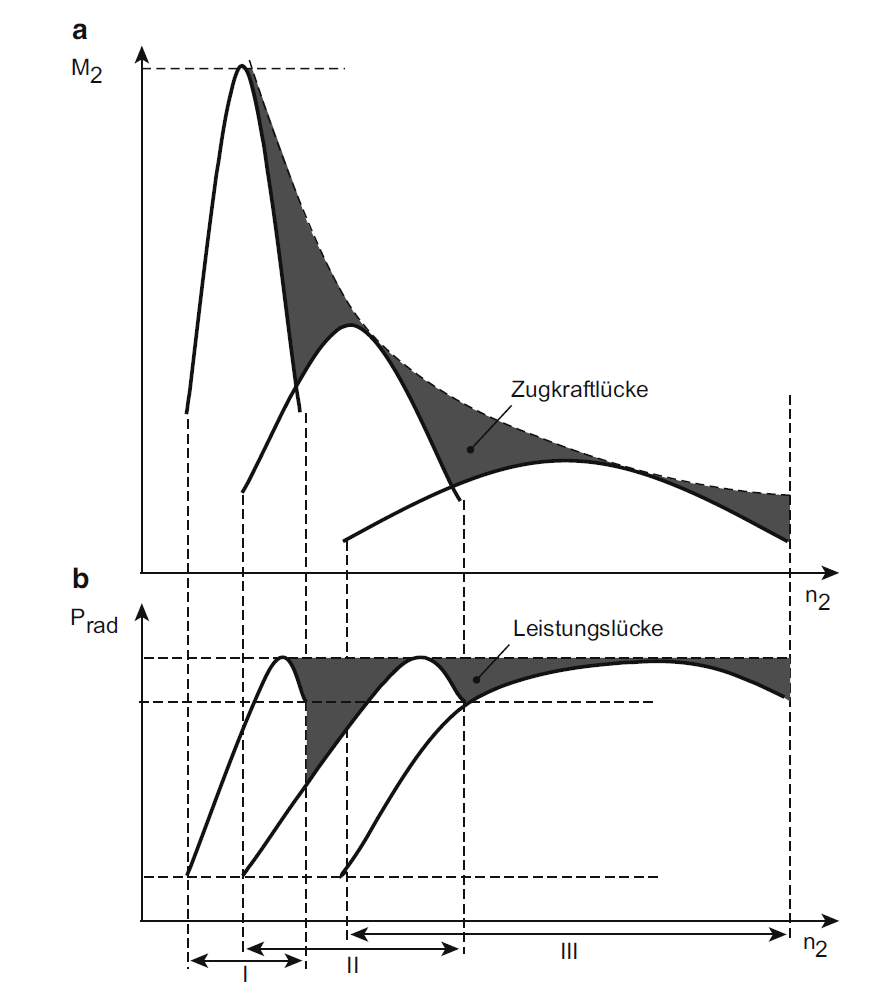 a
M2
Zugkraftlücke
n2
b
Prad
Leistungslücke
n2
III
II
I